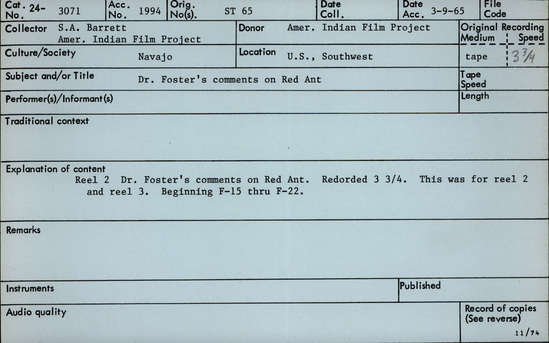 Cat. 24- No. 3071 Acc. No. 1994 Orig. No(s). ST 65 Date Coll. Date Acc. 3-9-65 File Code
Collector S.A. Barrett Amer. Indian Film Project Donor Amer. Indian Film Project Original Recording Medium Speed
tape 3 3/4
Culture/Society Navajo Location U.S., Southwest
Subject and/or Title Dr. Foster's comments on Red Ant Tape Speed
Performer(s)/Informant(s) Length
Traditional context
Explanation of content
Reel 2 Dr. Foster's comments on Red Ant. Redorded 3 3/4. This was for reel 2
and reel 3. Beginning F-15 thru F-22.
Remarks
Instruments Published
Audio quality Record of copies
(See reverse)
11/74